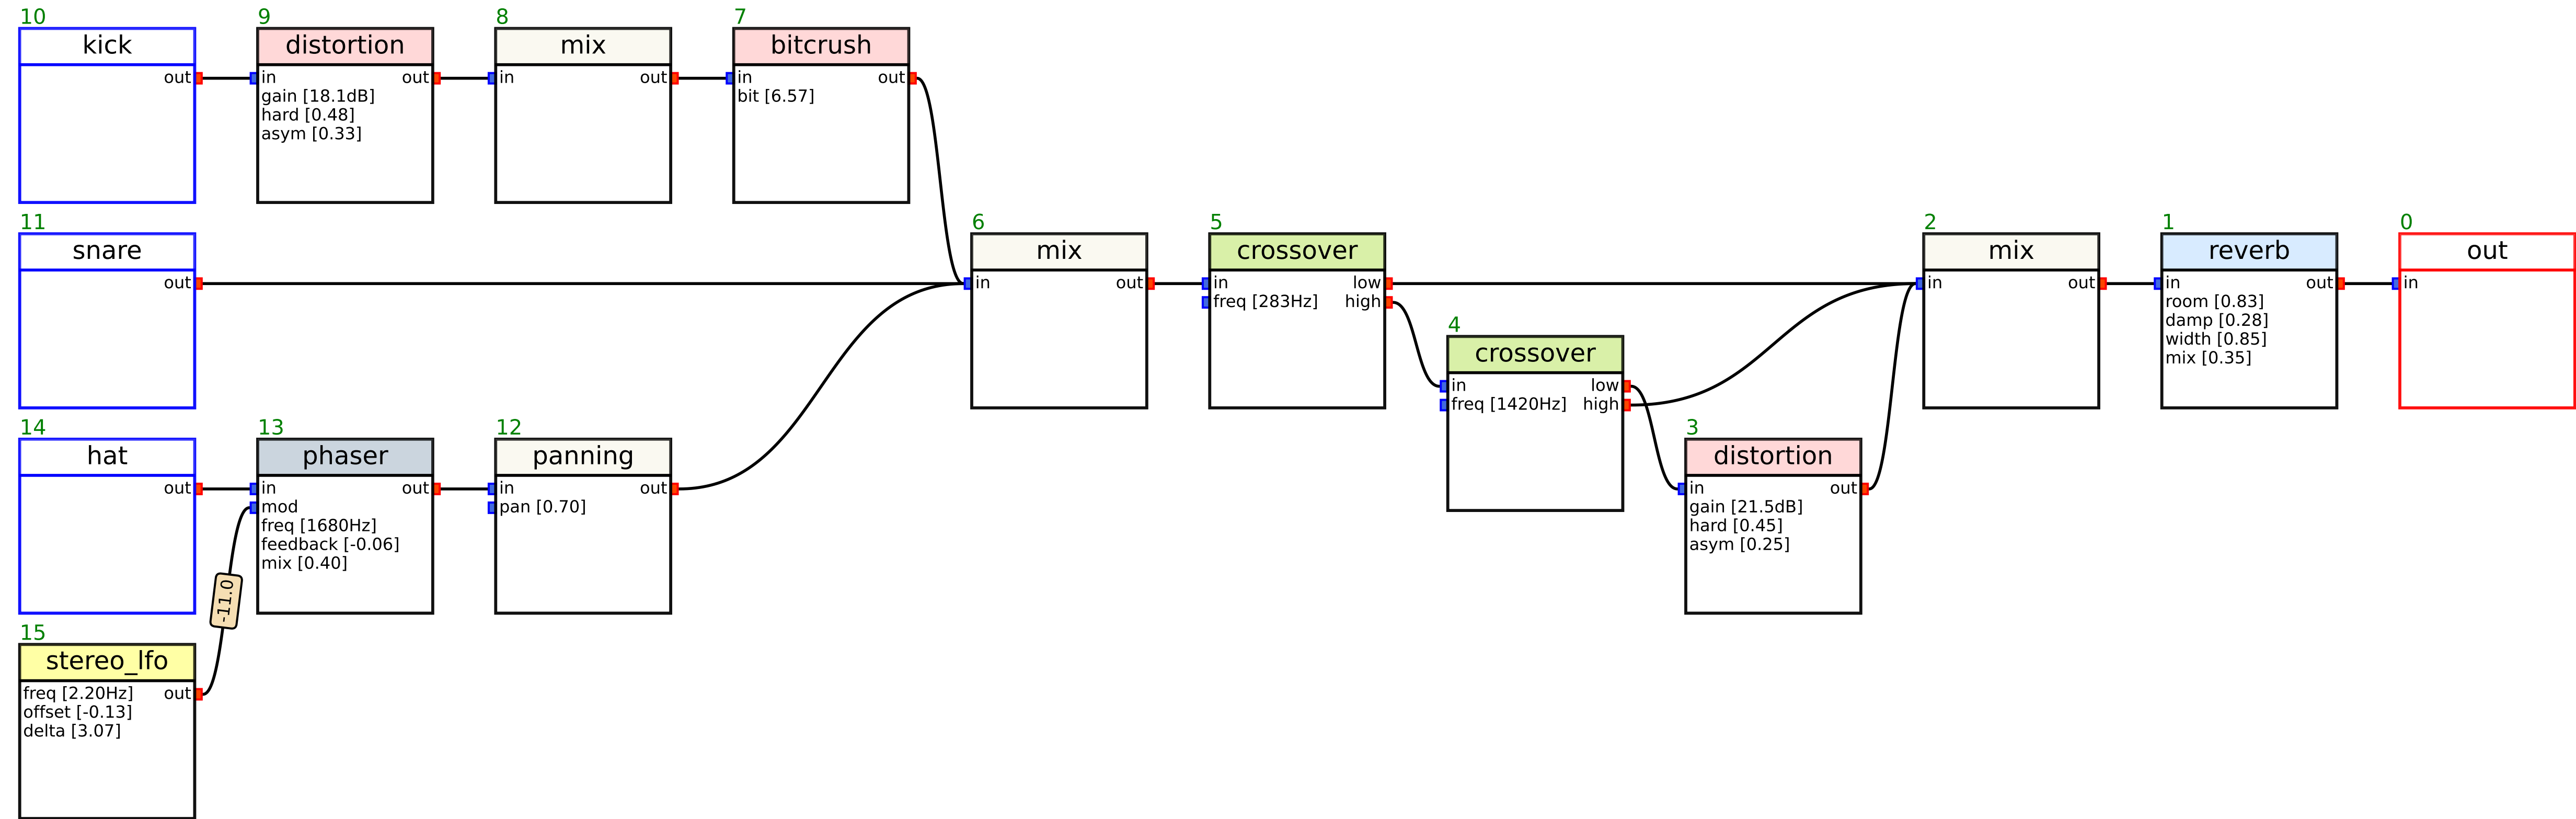 10
kick
out
9
distortion
in out
gain [18.1dB]
hard [0.48]
asym [0.33]
8
mix
in out
7
bitcrush
in out
bit [6.57]
11
snare
out
6
mix
in out
5
crossover
in low
freq [283Hz] high
4
crossover
in low
freq [1420Hz] high
3
distortion
in out
gain [21.5dB]
hard [0.45]
asym [0.25]
2
mix
in out
1
reverb
in out
room [0.83]
damp [0.28]
width [0.85]
mix [0.35]
0
out
in
14
hat
out
13
phaser
in out
mod
freq [1680Hz]
feedback [-0.06]
mix [0.40]
12
panning
in out
pan [0.70]
-11.0
15
stereo_lfo
freq [2.20Hz] out
offset [-0.13]
delta [3.07]